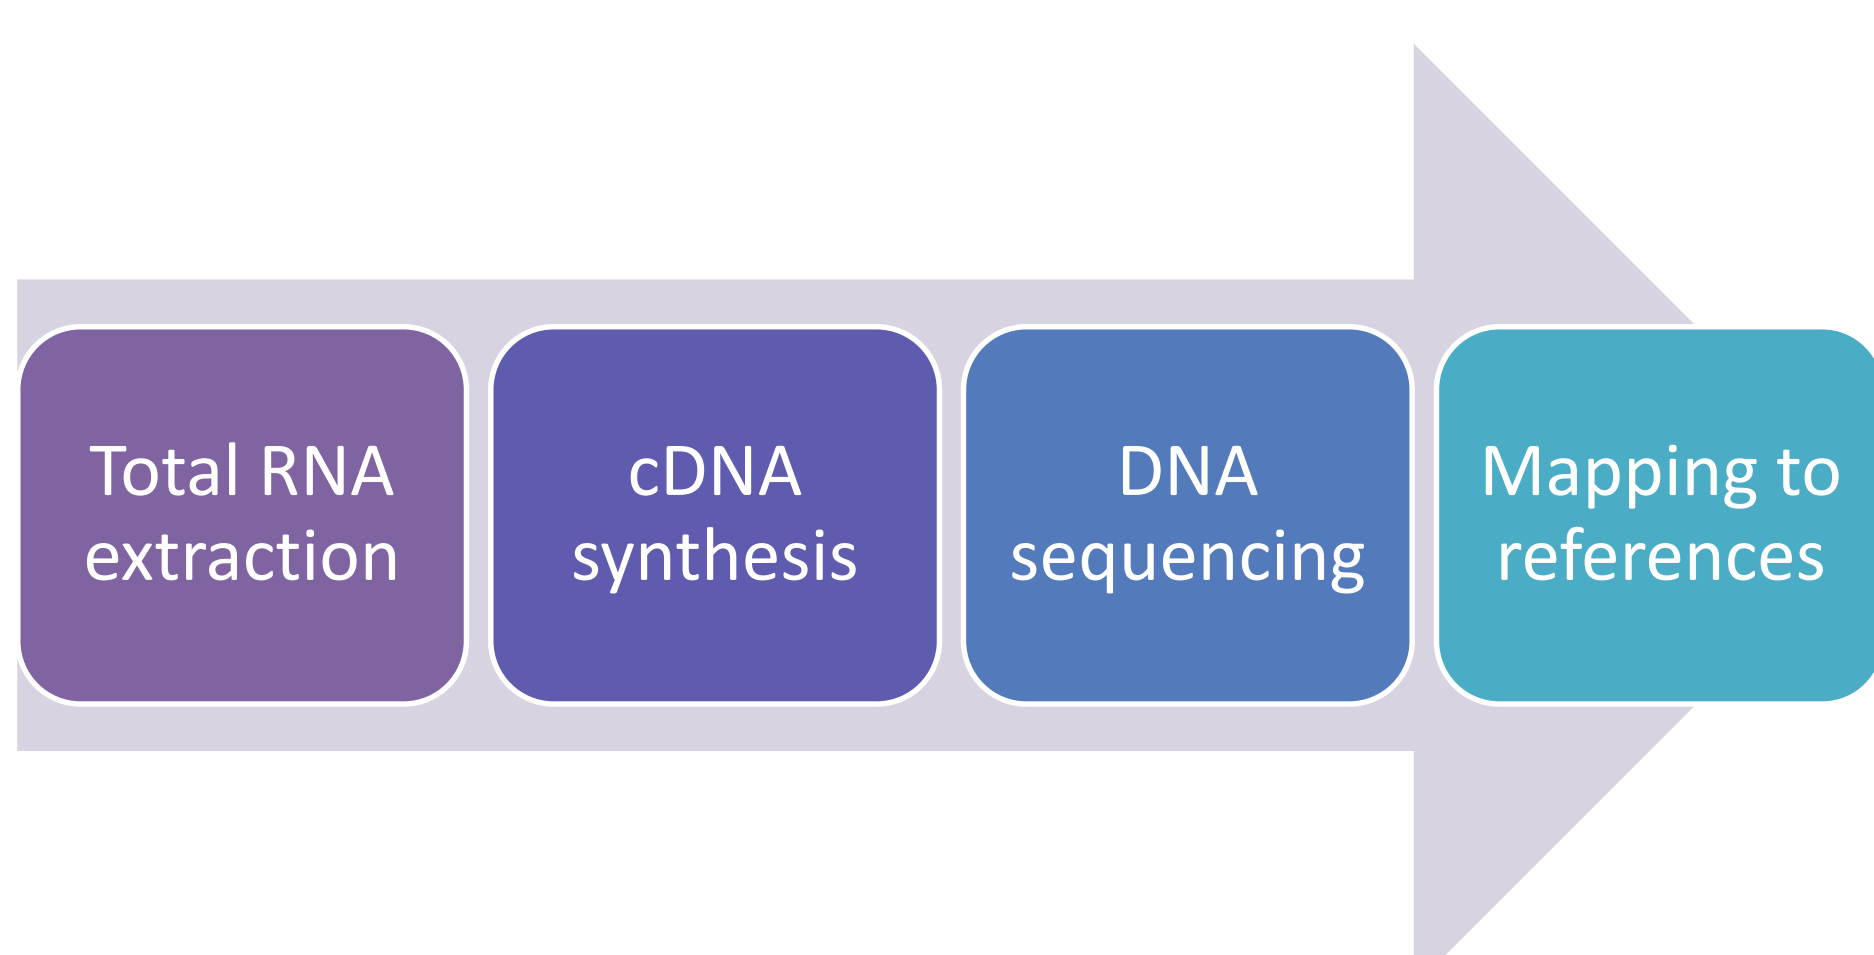 Total RNA
extraction
cDNA
synthesis
DNA
sequencing
Mapping to
references